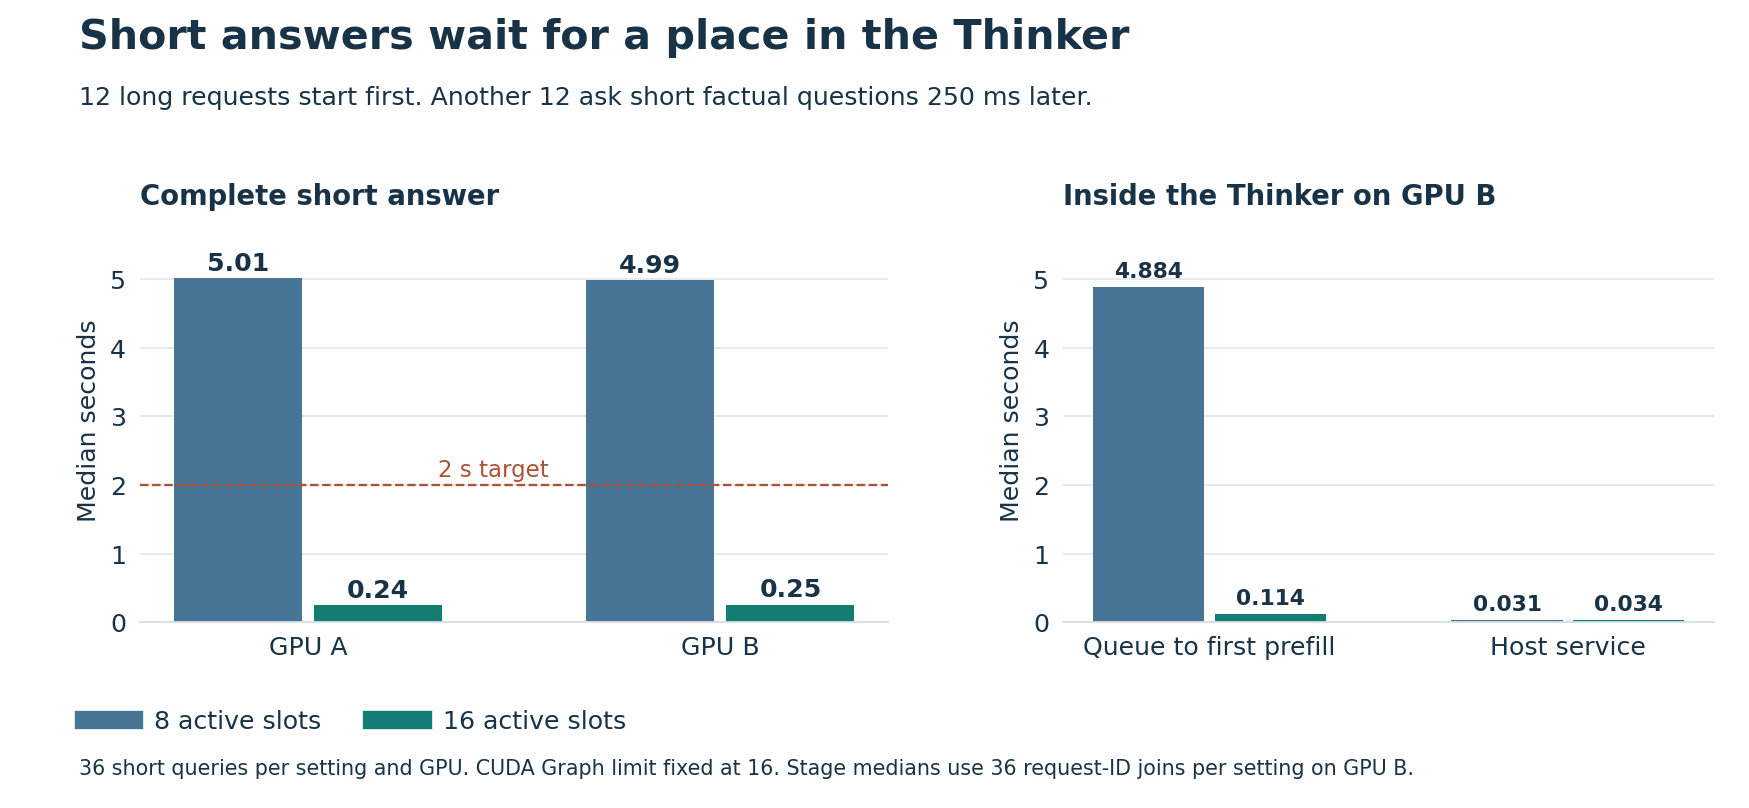 Short answers wait for a place in the Thinker
12 long requests start first. Another 12 ask short factual questions 250 ms later.
Complete short answer
Median seconds
5
4
3
2
1
0
5.01
0.24
4.99
0.25
2 s target
GPU A
GPU B
Inside the Thinker on GPU B
Median seconds
5
4
3
2
1
0
4.884
0.114
0.031
0.034
Queue to first prefill
Host service
8 active slots
16 active slots
36 short queries per setting and GPU. CUDA Graph limit fixed at 16. Stage medians use 36 request-ID joins per setting on GPU B.